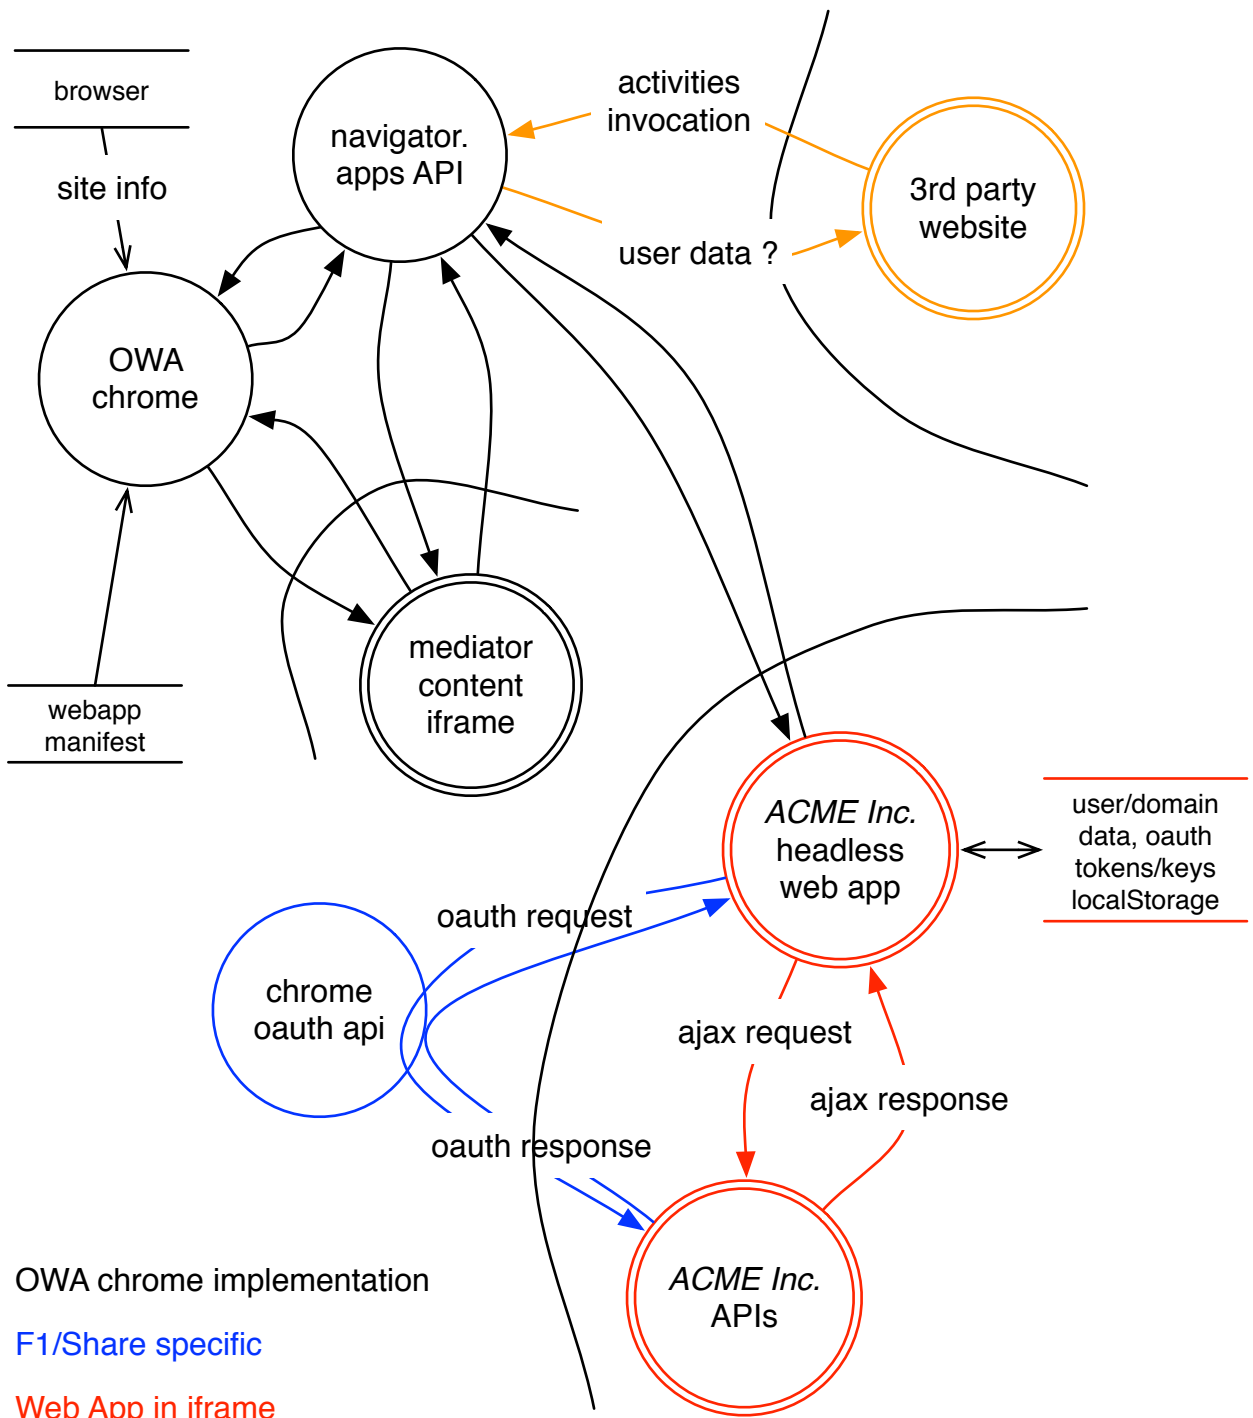 browser
site info
navigator.
apps API
activities
invocation
3rd party
website
user data ?
OWA
chrome
mediator
content
iframe
webapp
manifest
ACME Inc.
headless
web app
user/domain
data, oauth
tokens/keys
localStorage
oauth request
chrome
oauth api
ajax request
ajax response
oauth response
ACME Inc.
APIs
OWA chrome implementation
F1/Share specific
Web App in iframe